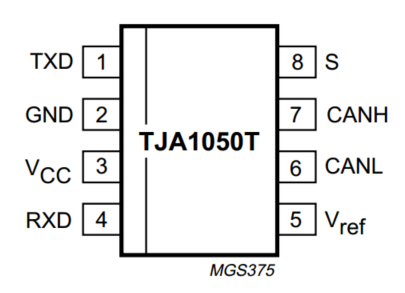 TXD 1 8 S
GND 2 7 CANH
TJA1050T
VCC 3 6 CANL
RXD 4 5 Vref
MGS375